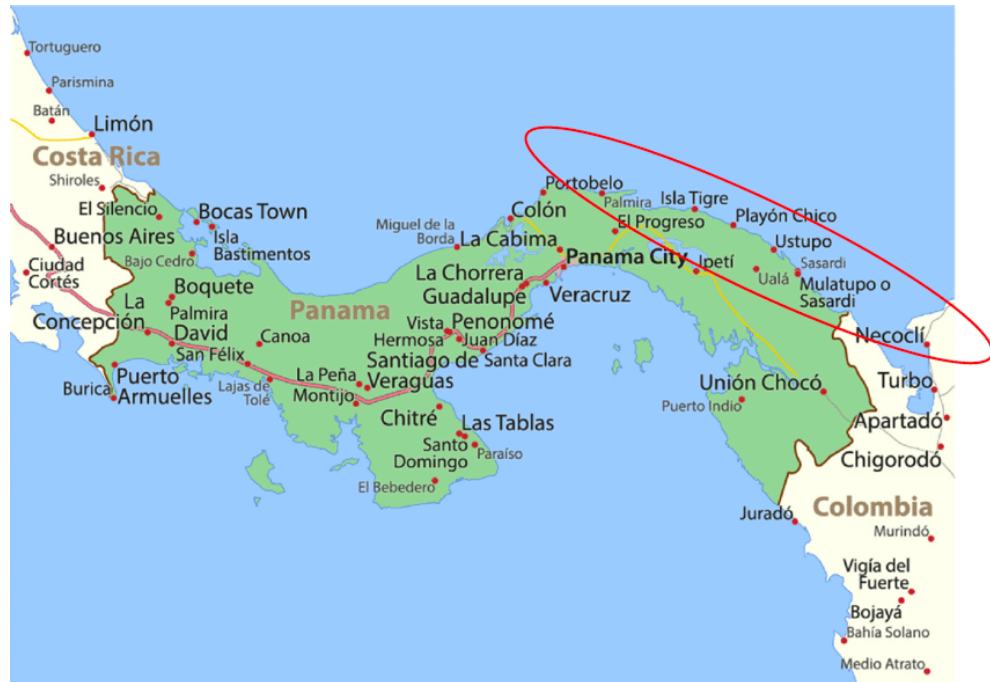 Tortuguero
Parismina
Batán
Limón
Costa Rica
Shiroles
El Silencio
Bocas Town
Isla
Bastimentos
Buenos Aires
Bajo Cedro
Ciudad
Cortés
Boquete
Palmira
La
Concepción
David
San Félix
Puerto
Armuelles
Burica
Canoa
Lajas de
Tolé
Panama
Miguel de la
Borda
Colón
Portobelo
La Cabima
La Chorrera
Guadalupe
Vista
Hermosa
Penonomé
Juan Díaz
Santa Clara
Santiago de
Veraguas
La Peña
Montijo
Chitré
Las Tablas
Santo
Domingo
Paraíso
El Bebedero
Palmira
El Progreso
Panama City
Veracruz
Isla Tigre
Playón Chico
Ustupo
Sasardi
Mulatupo o
Sasardi
Ipetí
Ualá
Unión Chocó
Puerto Indio
Necoclí
Turbo
Apartadó
Chigorodó
Colombia
Juradó
Murindó
Vigía del
Fuerte
Bojayá
Bahía Solano
Medio Atrato